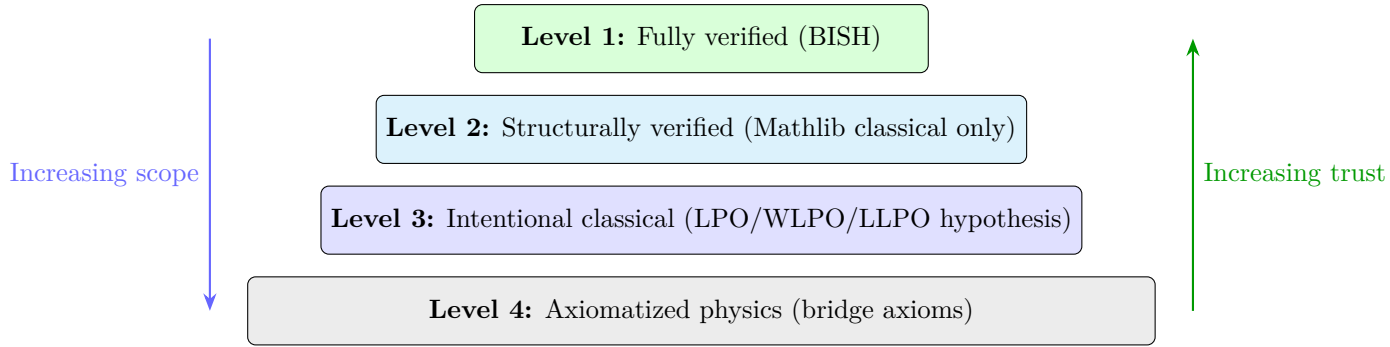 Level 1: Fully verified (BISH)
Level 2: Structurally verified (Mathlib classical only)
Increasing scope
Increasing trust
Level 3: Intentional classical (LPO/WLPO/LLPO hypothesis)
Level 4: Axiomatized physics (bridge axioms)